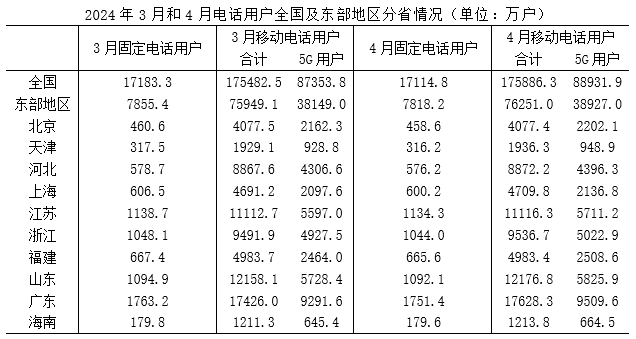 2024年3月和4月电话用户全国及东部地区分省情况（单位：万户）
3月固定电话用户 3月移动电话用户 4月固定电话用户 4月移动电话用户
合计 5G用户 合计 5G用户
全国 17183.3 175482.5 87353.8 17114.8 175886.3 88931.9
东部地区 7855.4 75949.1 38149.0 7818.2 76251.0 38927.0
北京 460.6 4077.5 2162.3 458.6 4077.4 2202.1
天津 317.5 1929.1 928.8 316.2 1936.3 948.9
河北 578.7 8867.6 4306.6 576.2 8872.2 4396.3
上海 606.5 4691.2 2097.6 600.2 4709.8 2136.8
江苏 1138.7 11112.7 5597.0 1134.3 11116.3 5711.2
浙江 1048.1 9491.9 4927.5 1044.0 9536.7 5022.9
福建 667.4 4983.7 2464.0 665.6 4983.4 2508.6
山东 1094.9 12158.1 5728.4 1092.1 12176.8 5825.9
广东 1763.2 17426.0 9291.6 1751.4 17628.3 9509.6
海南 179.8 1211.3 645.4 179.6 1213.8 664.5